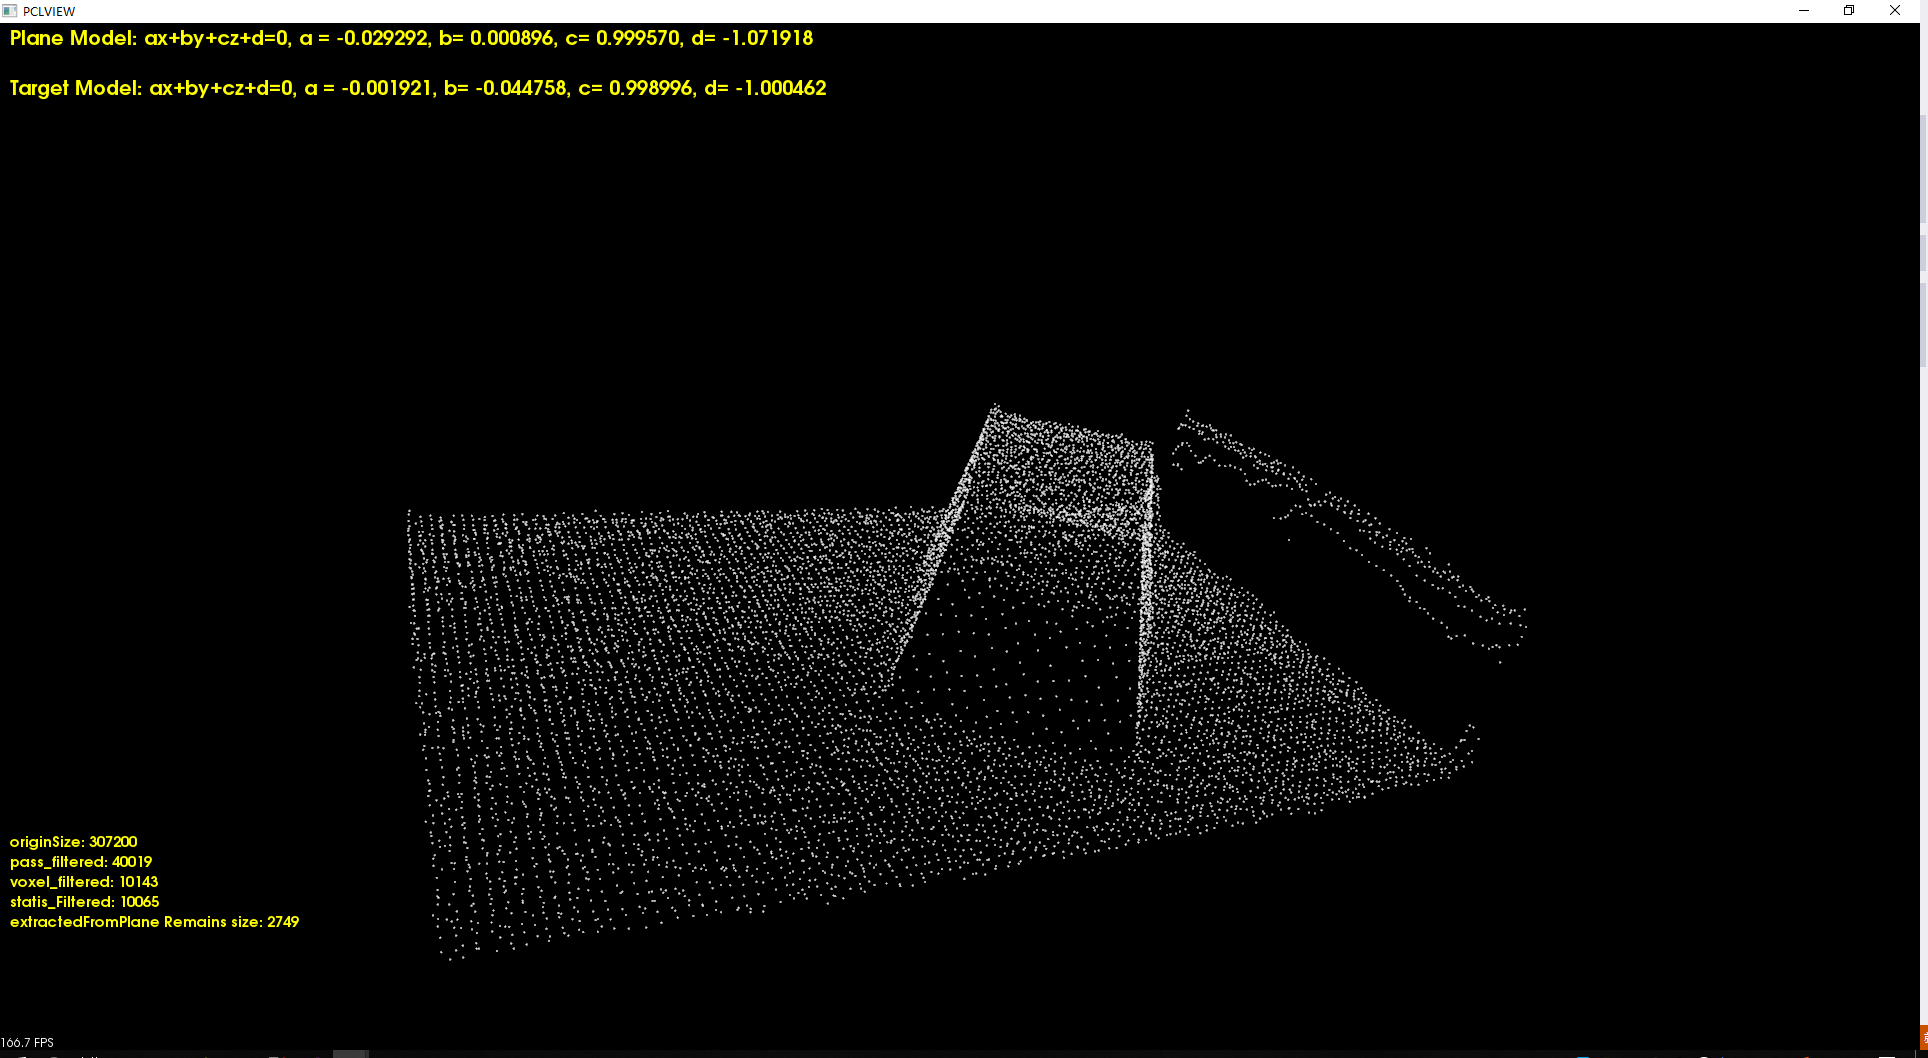 PCLVIEW
Plane Model: ax+by+cz+d=0, a = -0.029292, b= 0.000896, c= 0.999570, d= -1.071918
Target Model: ax+by+cz+d=0, a = -0.001921, b= -0.044758, c= 0.998996, d= -1.000462
originSize: 307200
pass_filtered: 40019
voxel_filtered: 10143
statis_Filtered: 10065
extractedFromPlane Remains size: 2749
166.7 FPS